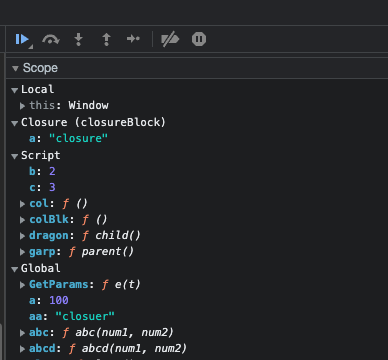 Scope
Local
this: Window
Closure (closureBlock)
a: "closure"
Script
b: 2
c: 3
col: ƒ ()
colBlk: ƒ ()
dragon: ƒ child()
garp: ƒ parent()
Global
GetParams: ƒ e(t)
a: 100
aa: "closuer"
abc: ƒ abc(num1, num2)
abcd: ƒ abcd(num1, num2)